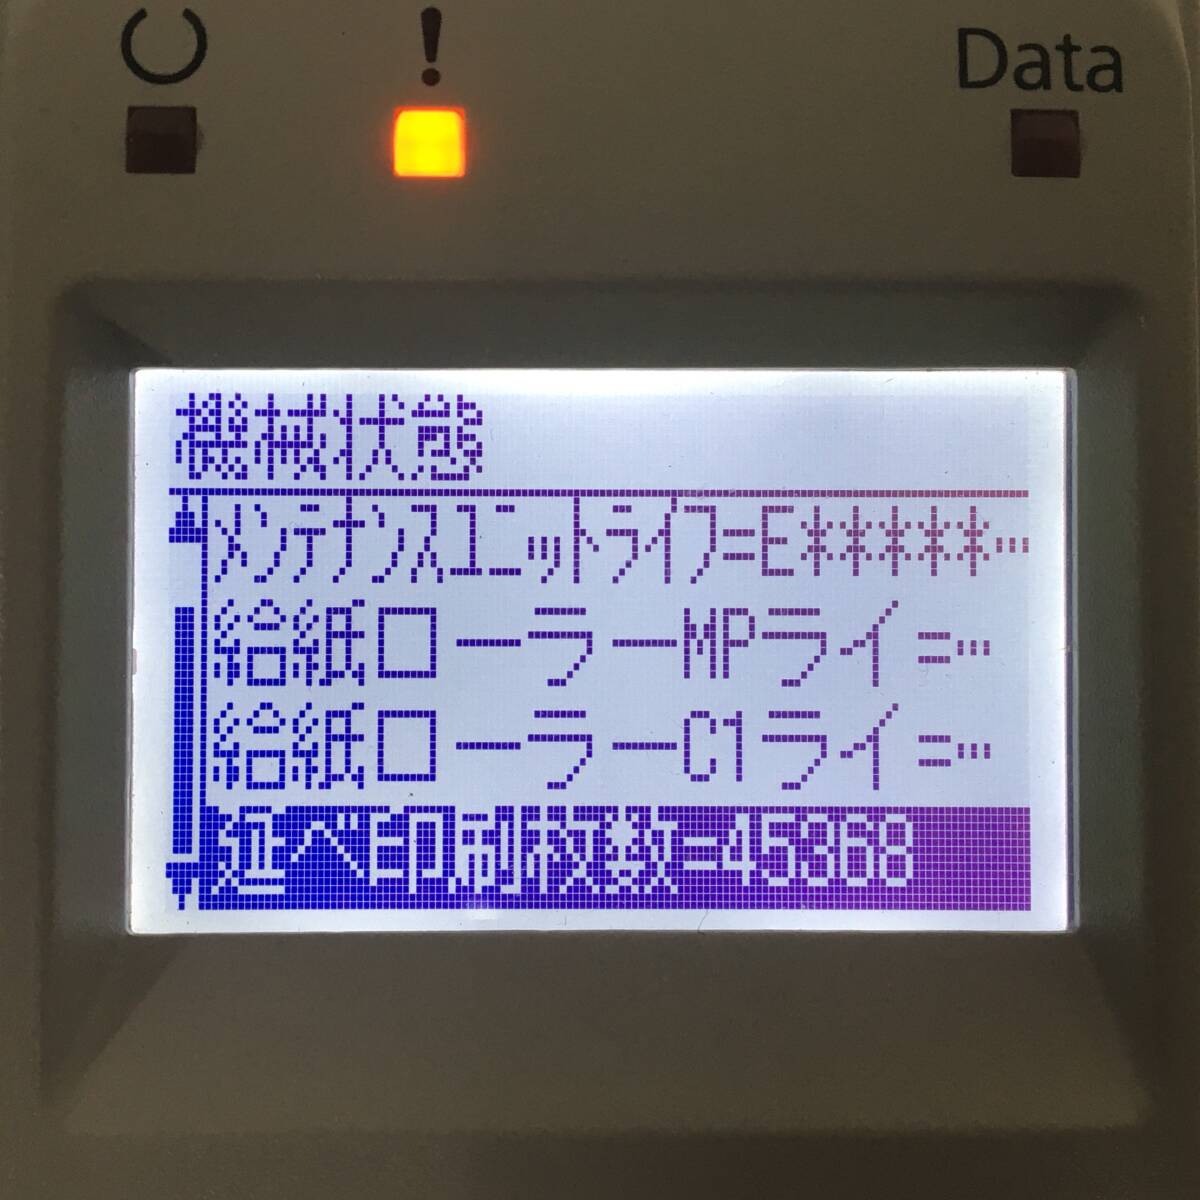 !
Data
機械状態
メンテナンスユニットライフ=E*****…
給紙ローラーMPライ=…
給紙ローラーC1ライ=…
延べ印刷枚数=45368